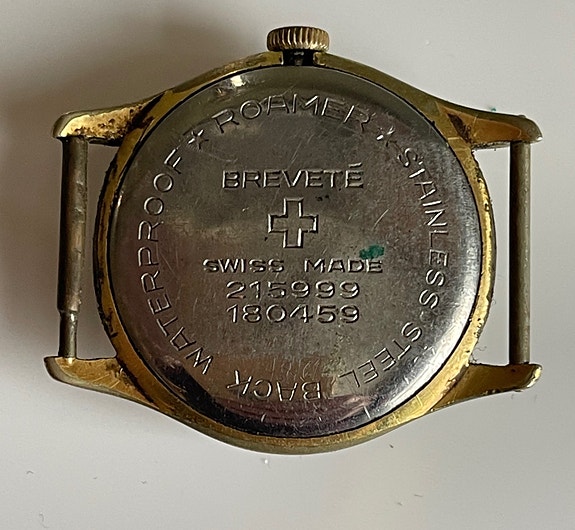 WATERPROOF * ROAMER * STAINLESS STEEL BACK
BREVETÉ
SWISS MADE
215999
180459